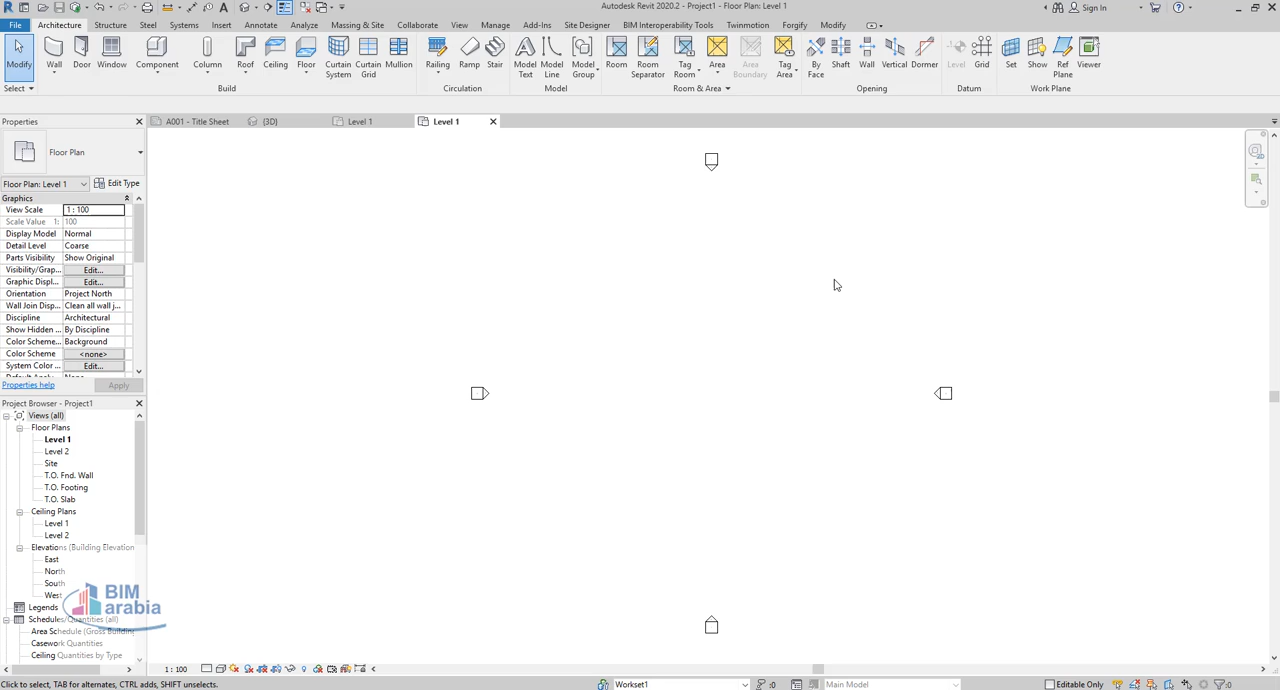 Autodesk Revit 2020.2 - Project1 - Floor Plan: Level 1
Sign In
File Architecture Structure Steel Systems Insert Annotate Analyze Massing & Site Collaborate View Manage Add-Ins Site Designer BIM Interoperability Tools Twinmotion Forgify Modify
Modify Wall Door Window Component Column Roof Ceiling Floor Curtain System Curtain Grid Mullion Railing Ramp Stair Model Text Model Line Model Group Room Room Separator Tag Room Area Area Boundary Tag Area By Face Shaft Wall Vertical Dormer Level Grid Set Show Ref Plane Viewer
Select Build Circulation Model Room & Area Opening Datum Work Plane
Properties
A001 - Title Sheet {3D} Level 1 Level 1
Floor Plan
Floor Plan: Level 1 Edit Type
Graphics
View Scale 1 : 100
Scale Value 1: 100
Display Model Normal
Detail Level Coarse
Parts Visibility Show Original
Visibility/Grap... Edit...
Graphic Displ... Edit...
Orientation Project North
Wall Join Disp... Clean all wall j...
Discipline Architectural
Show Hidden ... By Discipline
Color Scheme... Background
Color Scheme <none>
System Color ... Edit...
Properties help Apply
Project Browser - Project1
Views (all)
Floor Plans
Level 1
Level 2
Site
T.O. Fnd. Wall
T.O. Footing
T.O. Slab
Ceiling Plans
Level 1
Level 2
Elevations (Building Elevation
East
North
South
West
BIM
arabia
Legends
Schedules/Quantities (all)
Area Schedule (Gross Building
Casework Quantities
Ceiling Quantities by Type
1 : 100
Click to select, TAB for alternates, CTRL adds, SHIFT unselects. Workset1 :0 Main Model Editable Only :0